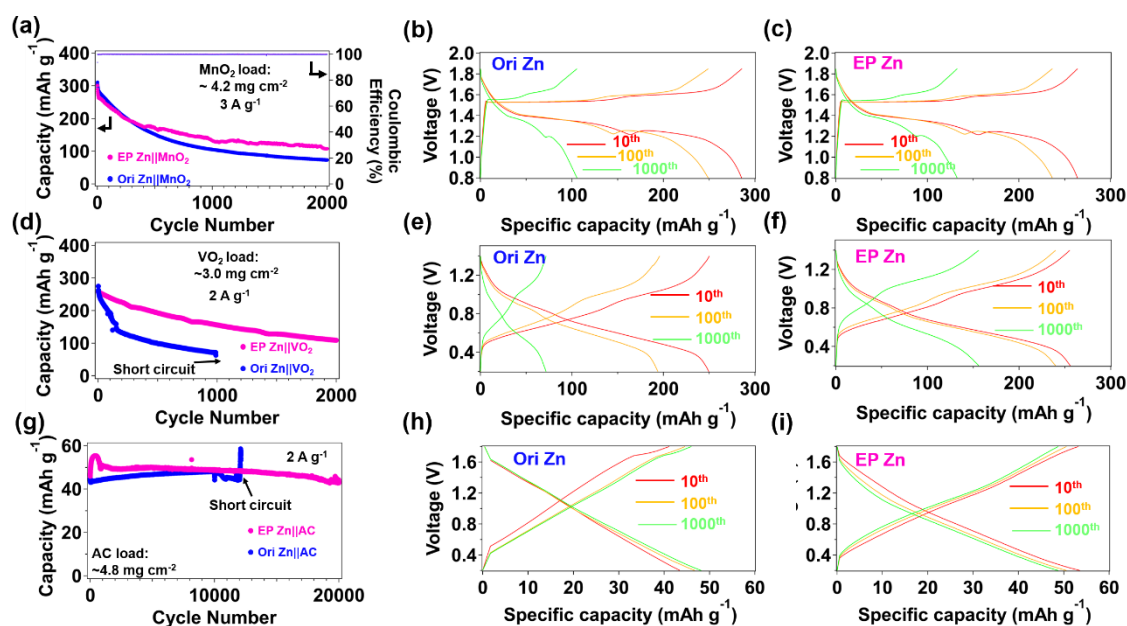 (a)
400
300
200
100
0
Capacity (mAh g⁻¹)
MnO₂ load:
~ 4.2 mg cm⁻²
3 A g⁻¹
EP Zn||MnO₂
Ori Zn||MnO₂
100
80
60
40
20
0
Coulombic
Efficiency (%)
0 1000 2000
Cycle Number
(b)
Ori Zn
2.0
1.8
1.6
1.4
1.2
1.0
0.8
Voltage (V)
10th
100th
1000th
0 100 200 300
Specific capacity (mAh g⁻¹)
(c)
EP Zn
2.0
1.8
1.6
1.4
1.2
1.0
0.8
Voltage (V)
10th
100th
1000th
0 100 200 300
Specific capacity (mAh g⁻¹)
(d)
400
300
200
100
0
Capacity (mAh g⁻¹)
VO₂ load:
~3.0 mg cm⁻²
2 A g⁻¹
EP Zn||VO₂
Ori Zn||VO₂
Short circuit
0 500 1000 1500 2000
Cycle Number
(e)
Ori Zn
1.2
0.8
0.4
Voltage (V)
10th
100th
1000th
0 100 200 300
Specific capacity (mAh g⁻¹)
(f)
EP Zn
1.2
0.8
0.4
Voltage (V)
10th
100th
1000th
0 100 200 300
Specific capacity (mAh g⁻¹)
(g)
60
40
20
0
Capacity (mAh g⁻¹)
2 A g⁻¹
Short circuit
EP Zn||AC
Ori Zn||AC
AC load:
~4.8 mg cm⁻²
0 10000 20000
Cycle Number
(h)
Ori Zn
1.6
1.2
0.8
0.4
Voltage (V)
10th
100th
1000th
0 10 20 30 40 50 60
Specific capacity (mAh g⁻¹)
(i)
EP Zn
1.6
1.2
0.8
0.4
10th
100th
1000th
0 10 20 30 40 50 60
Specific capacity (mAh g⁻¹)